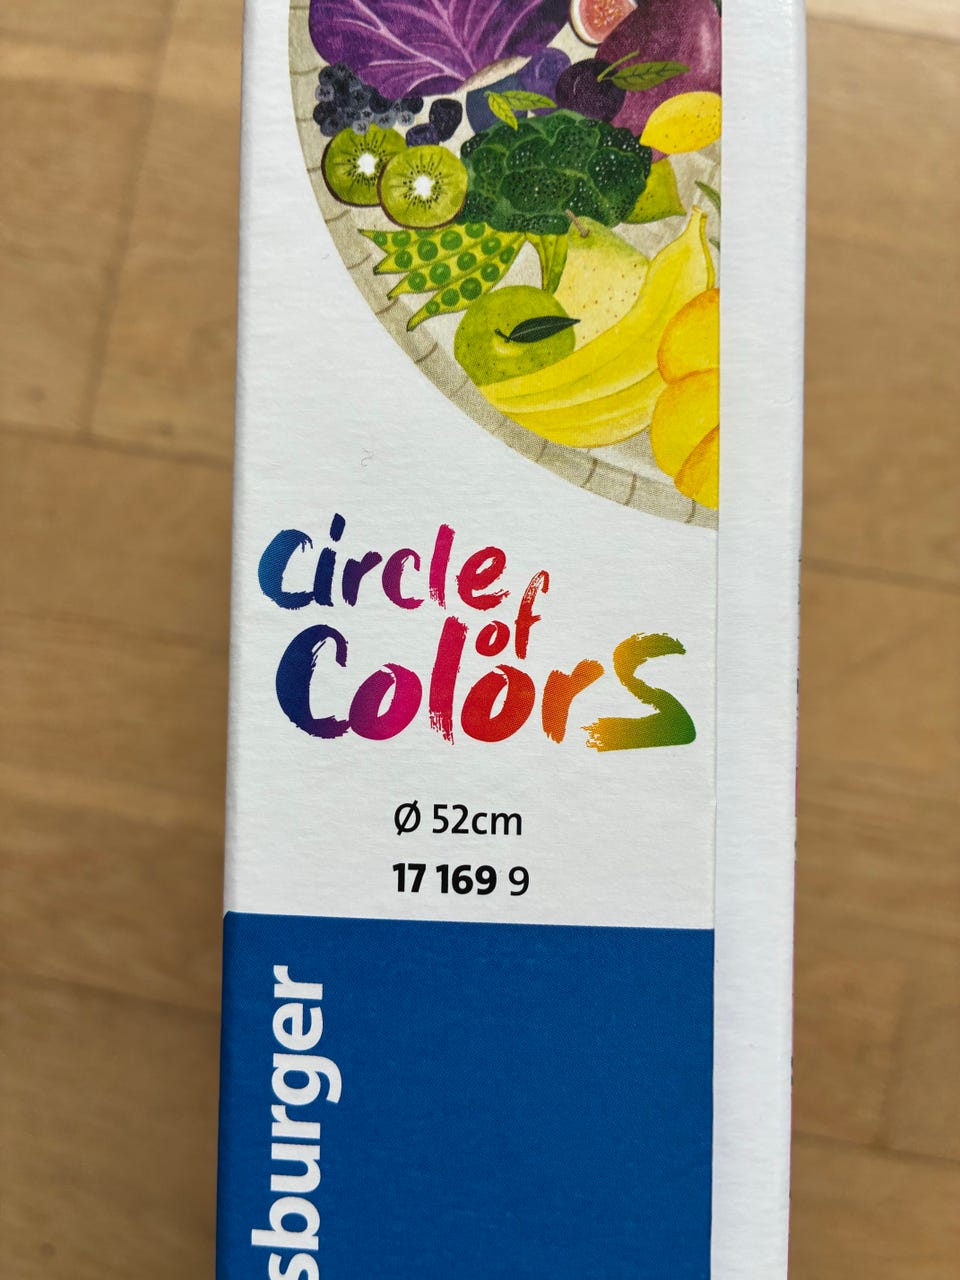 circle
of
Colors
Ø 52cm
17 169 9
sburger